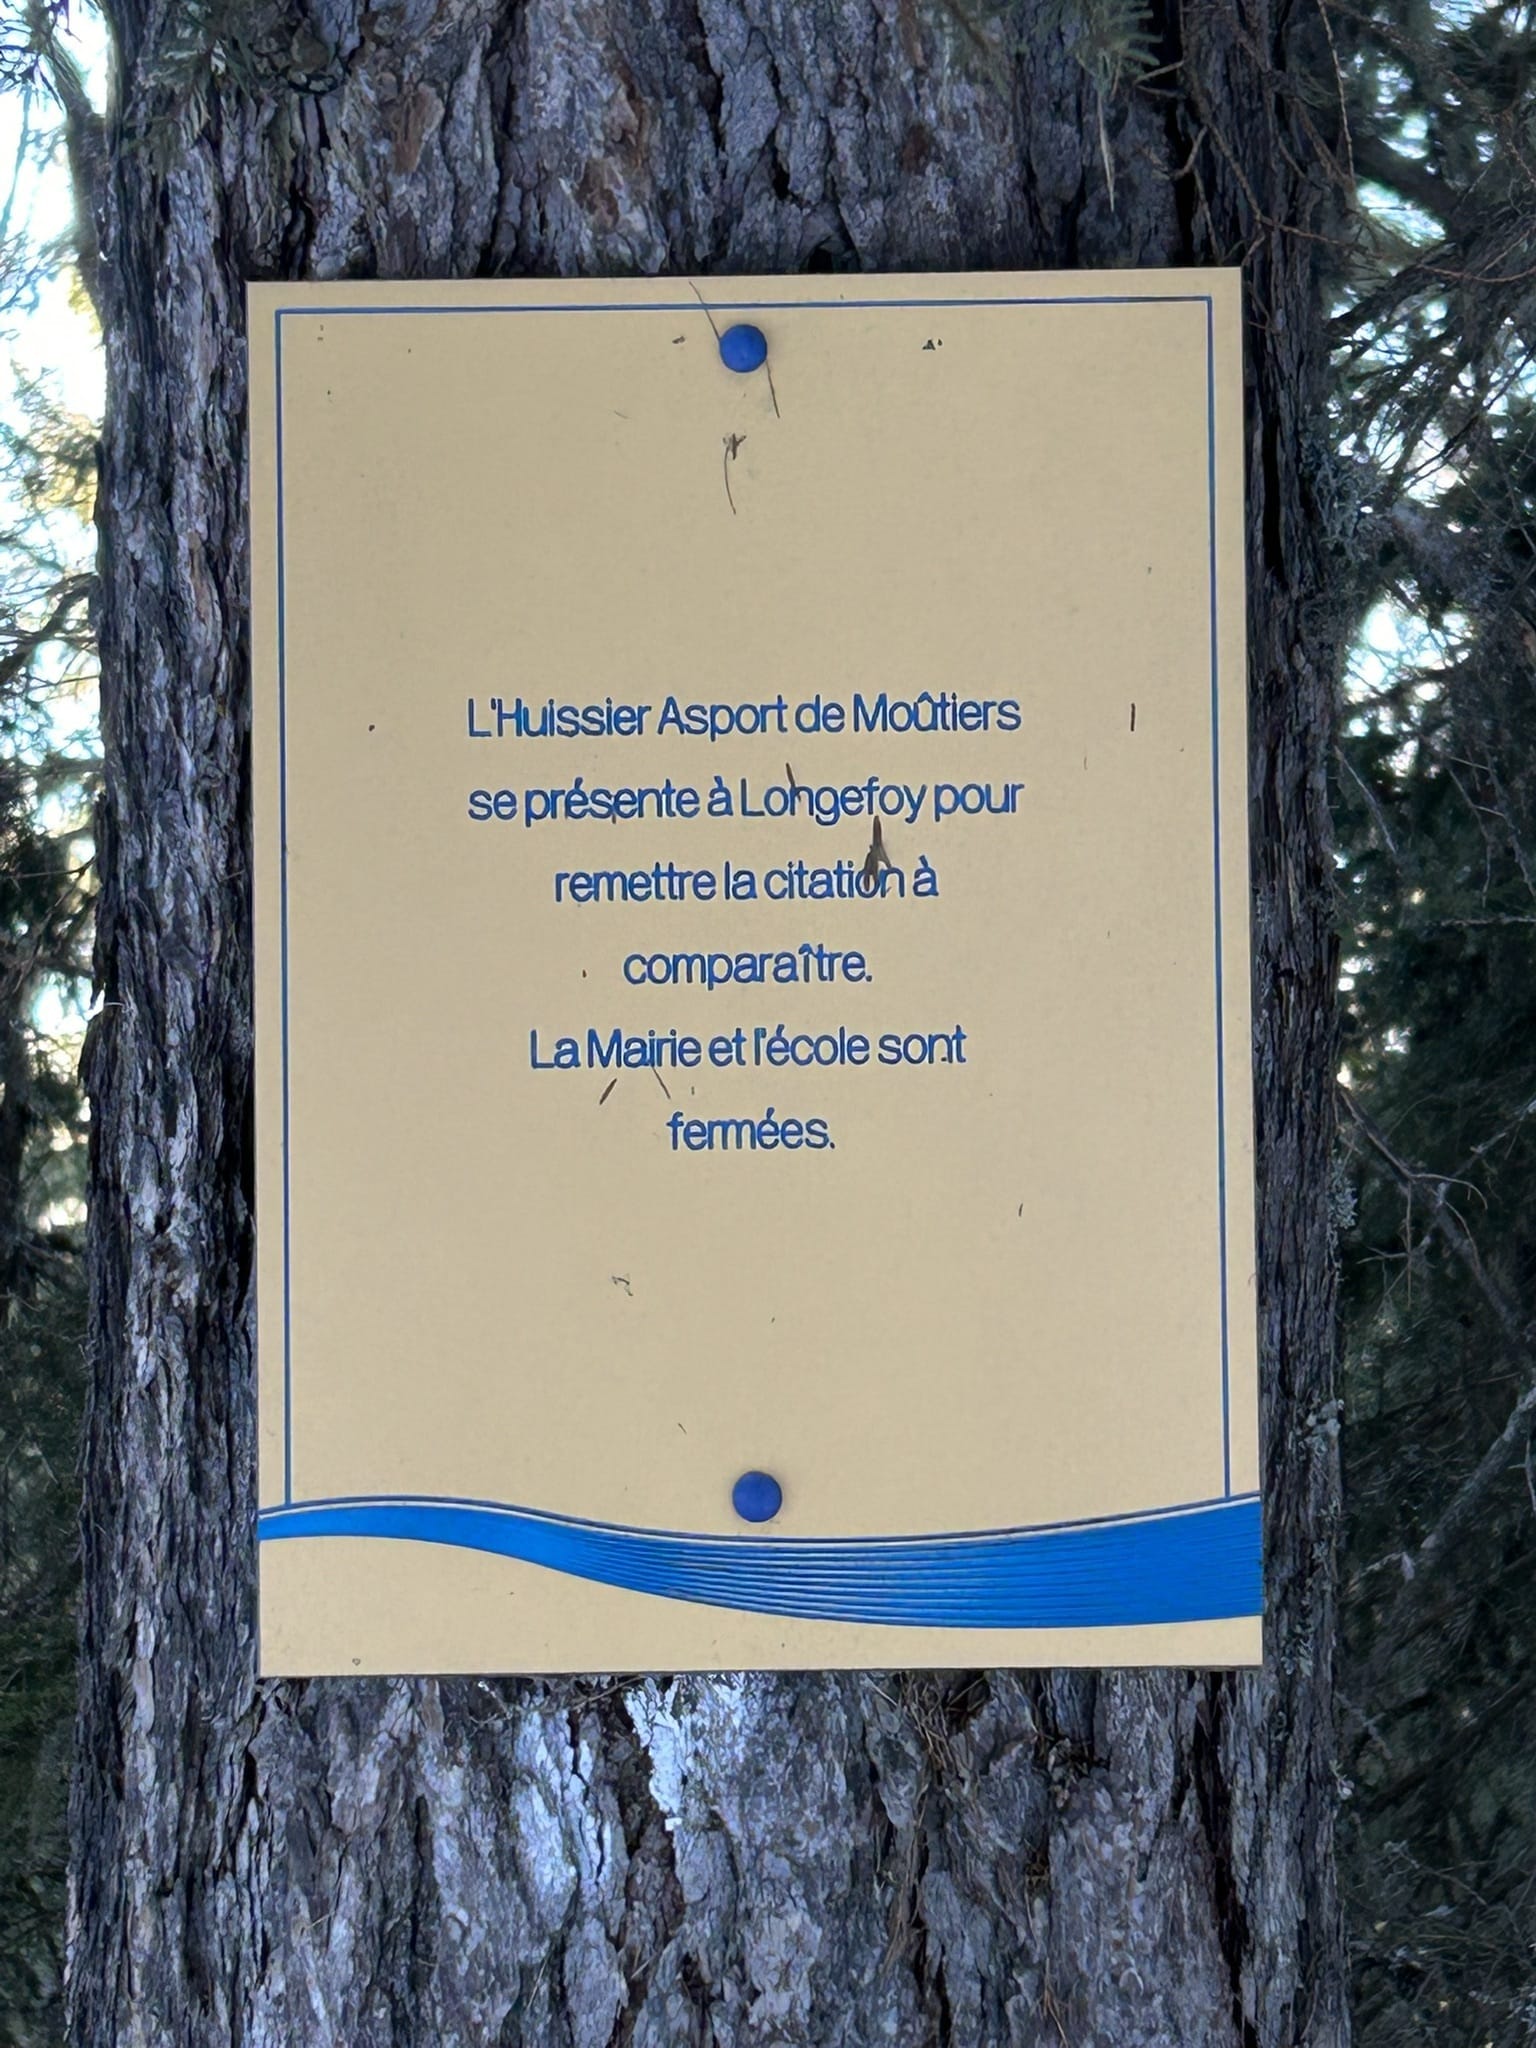 L'Huissier Asport de Moûtiers
se présente à Longefoy pour
remettre la citation à
comparaître.
La Mairie et l'école sont
fermées.